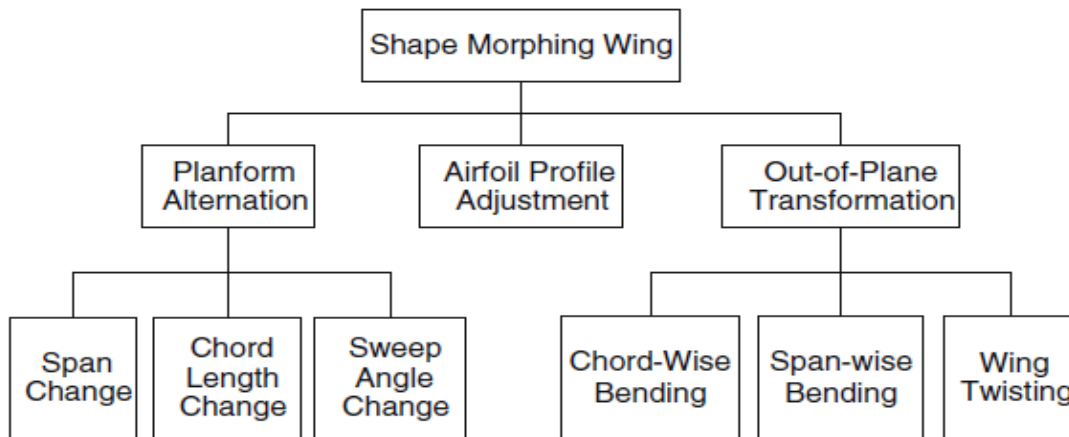 Shape Morphing Wing
Planform
Alternation
Airfoil Profile
Adjustment
Out-of-Plane
Transformation
Span
Change
Chord
Length
Change
Sweep
Angle
Change
Chord-Wise
Bending
Span-wise
Bending
Wing
Twisting